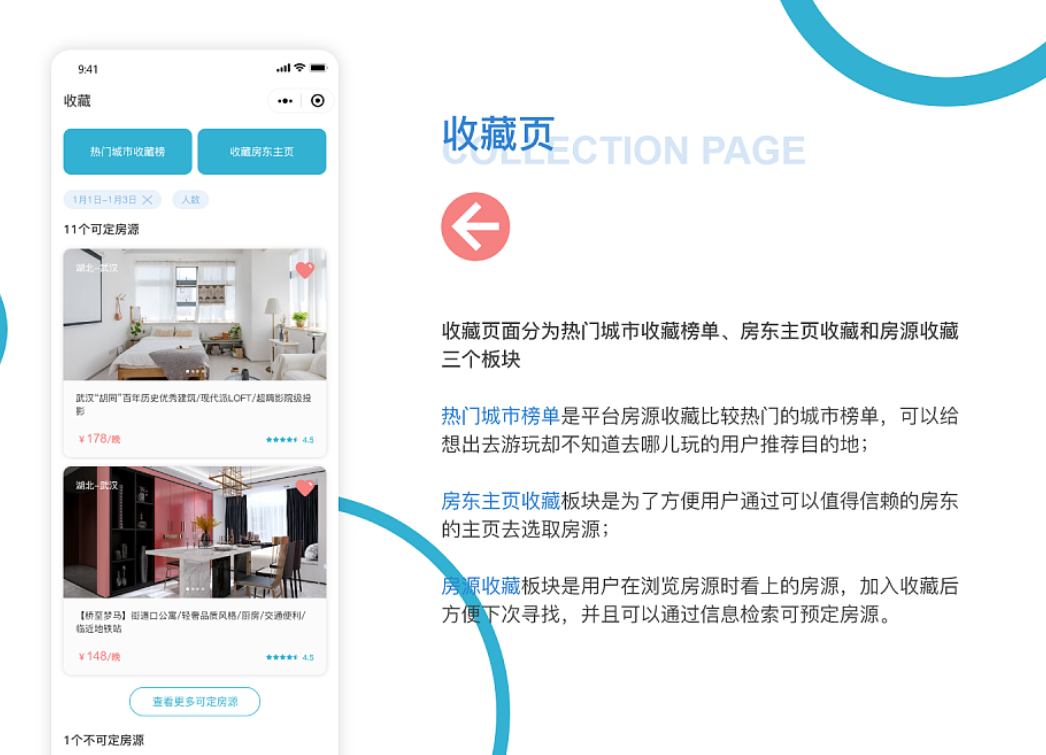 9:41
收藏
热门城市收藏榜
收藏房东主页
1月1日-1月3日
人数
11个可定房源
湖北-武汉
武汉“胡同”百年历史优秀建筑/现代派LOFT/超嗨影院级投
影
¥178/晚
4.5
湖北-武汉
【桥堊梦马】街道口公寓/轻奢品质风格/厨房/交通便利/
临近地铁站
¥148/晚
4.5
查看更多可定房源
1个不可定房源
收藏页
COLLECTION PAGE
收藏页面分为热门城市收藏榜单、房东主页收藏和房源收藏
三个板块
热门城市榜单是平台房源收藏比较热门的城市榜单，可以给
想出去游玩却不知道去哪儿玩的用户推荐目的地；
房东主页收藏板块是为了方便用户通过可以值得信赖的房东
的主页去选取房源；
房源收藏板块是用户在浏览房源时看上的房源，加入收藏后
方便下次寻找，并且可以通过信息检索可预定房源。